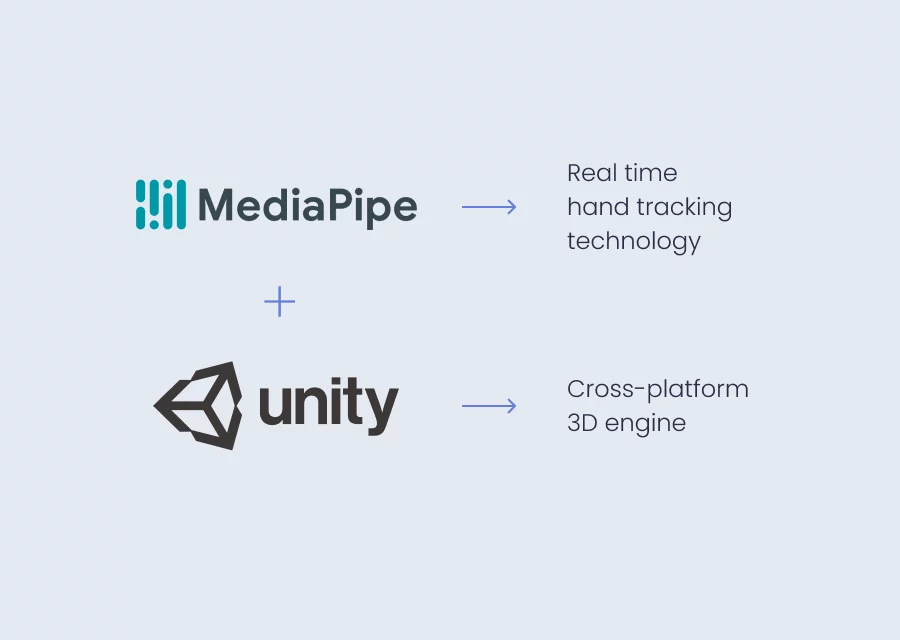 MediaPipe
Real time
hand tracking
technology
unity
Cross-platform
3D engine